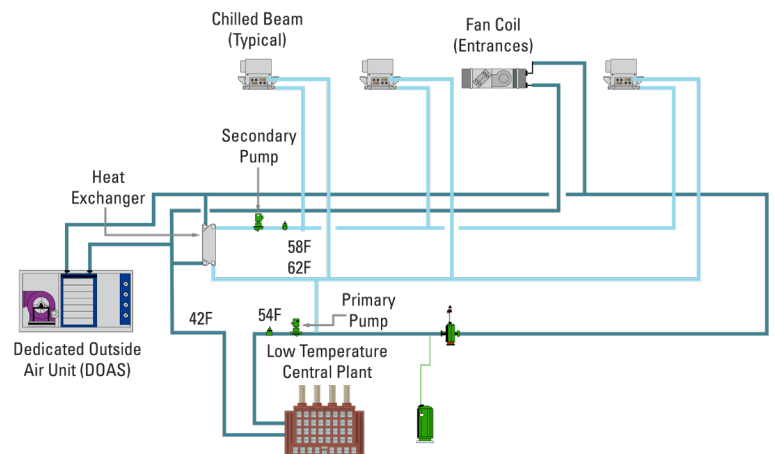 Chilled Beam
(Typical)
Fan Coil
(Entrances)
Secondary
Pump
Heat
Exchanger
58F
62F
42F
54F
Primary
Pump
Dedicated Outside
Air Unit (DOAS)
Low Temperature
Central Plant